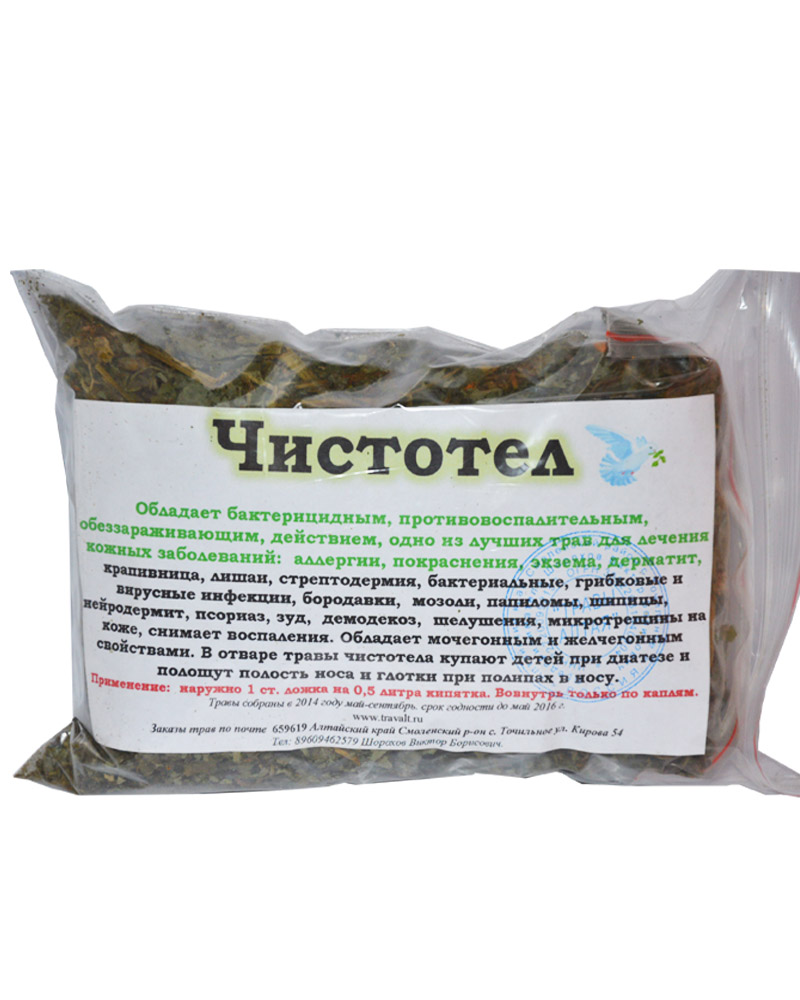 Чистотел
Обладает бактерицидным, противовоспалительным,
обеззараживающим, действием, одно из лучших трав для лечения
кожных заболеваний: аллергии, покраснения, экзема, дерматит,
крапивница, лишаи, стрептодермия, бактериальные, грибковые и
вирусные инфекции, бородавки, мозоли, папиломы, шипицы,
нейродермит, псориаз, зуд, демодекоз, шелушения, микротрещины на
коже, снимает воспаления. Обладает мочегонным и желчегонным
свойствами. В отваре травы чистотела купают детей при диатезе и
полощут полость носа и глотки при полипах в носу.
Применение: наружно 1 ст. ложка на 0,5 литра кипятка. Вовнутрь только по каплям.
Травы собраны в 2014 году май-сентябрь. срок годности до май 2016 г.
www.travalt.ru
Заказы трав по почте 659619 Алтайский край Смоленский р-он с. Точильное ул. Кирова 54
Тел: 89609462579 Шорохов Виктор Борисович.